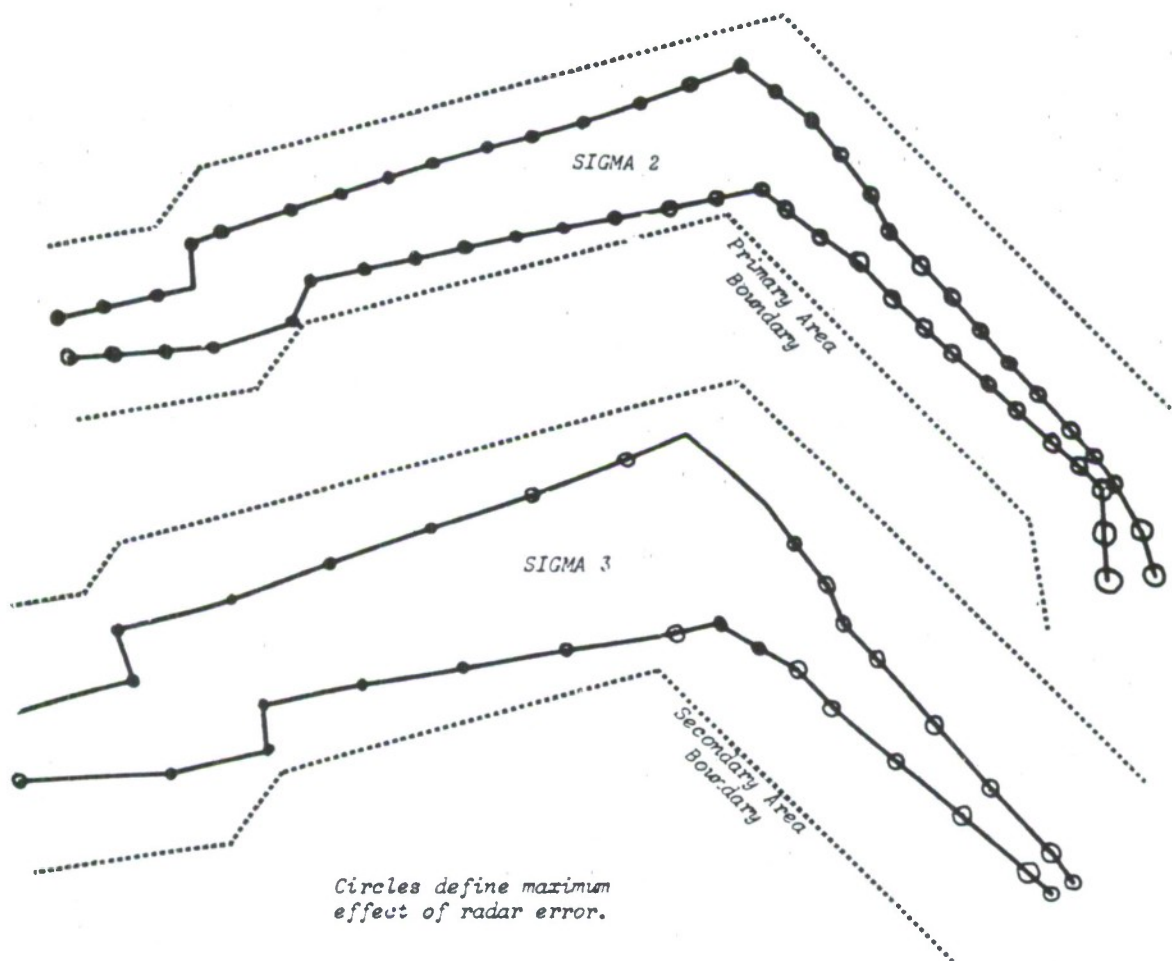 SIGMA 2
Primary Area
Boundary
SIGMA 3
Secondary Area
Boundary
Circles define maximum
effect of radar error.